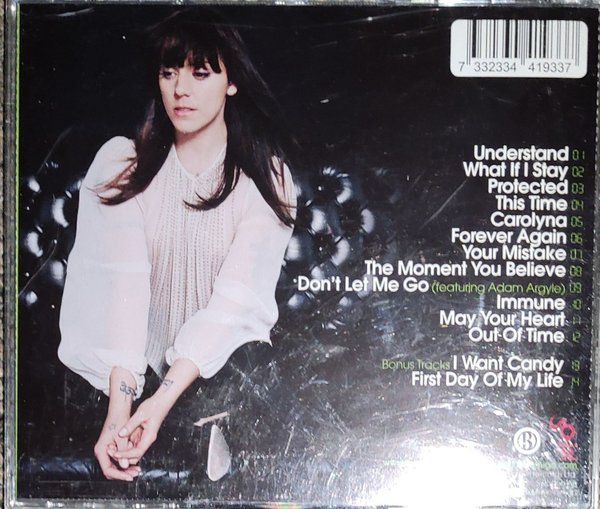 7 332334 419337
Understand 01
What If I Stay 02
Protected 03
This Time 04
Carolyna 05
Forever Again 06
Your Mistake 07
The Moment You Believe 08
Don't Let Me Go (featuring Adam Argyle) 09
Immune 10
May Your Heart 11
Out Of Time 12
Bonus Tracks I Want Candy 13
First Day Of My Life 14